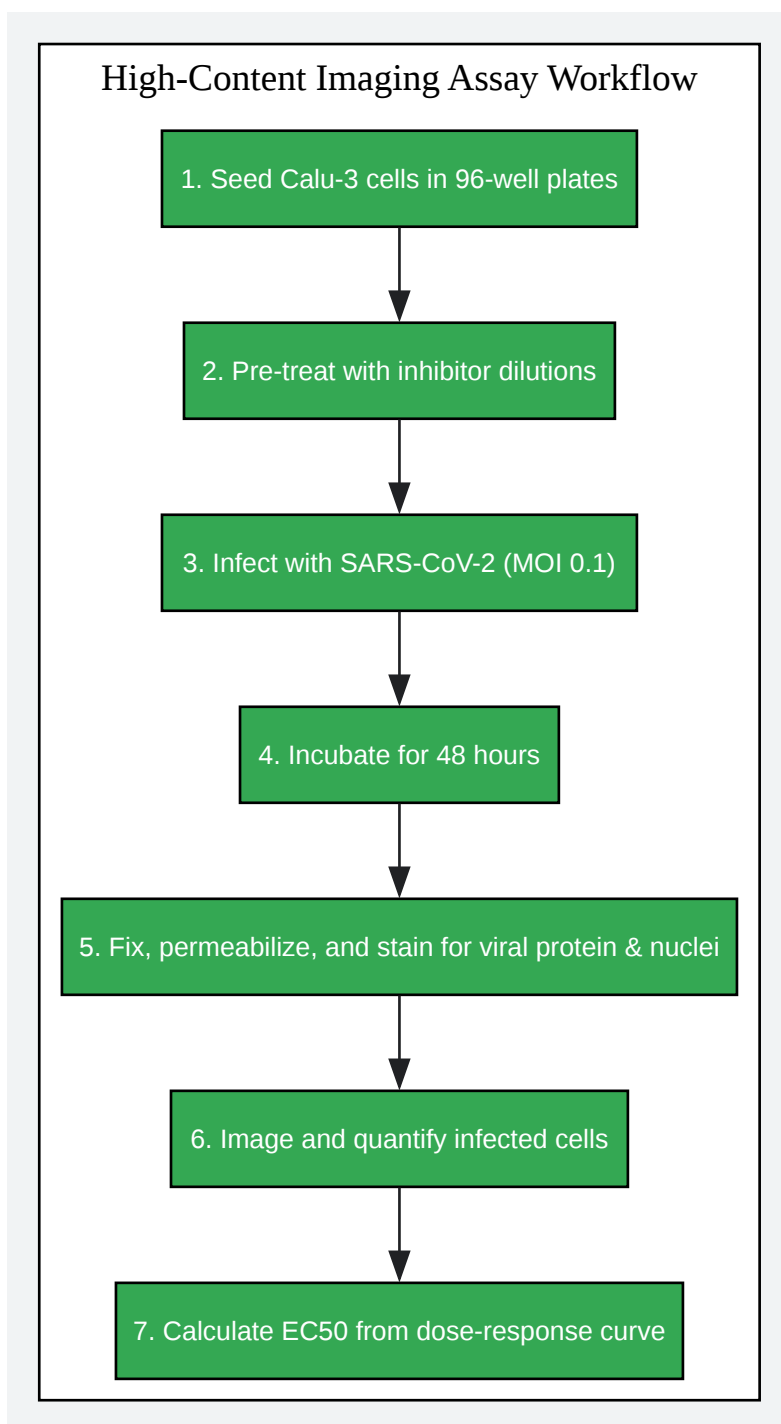 High-Content Imaging Assay Workflow
1. Seed Calu-3 cells in 96-well plates
2. Pre-treat with inhibitor dilutions
3. Infect with SARS-CoV-2 (MOI 0.1)
4. Incubate for 48 hours
5. Fix, permeabilize, and stain for viral protein & nuclei
6. Image and quantify infected cells
7. Calculate EC50 from dose-response curve